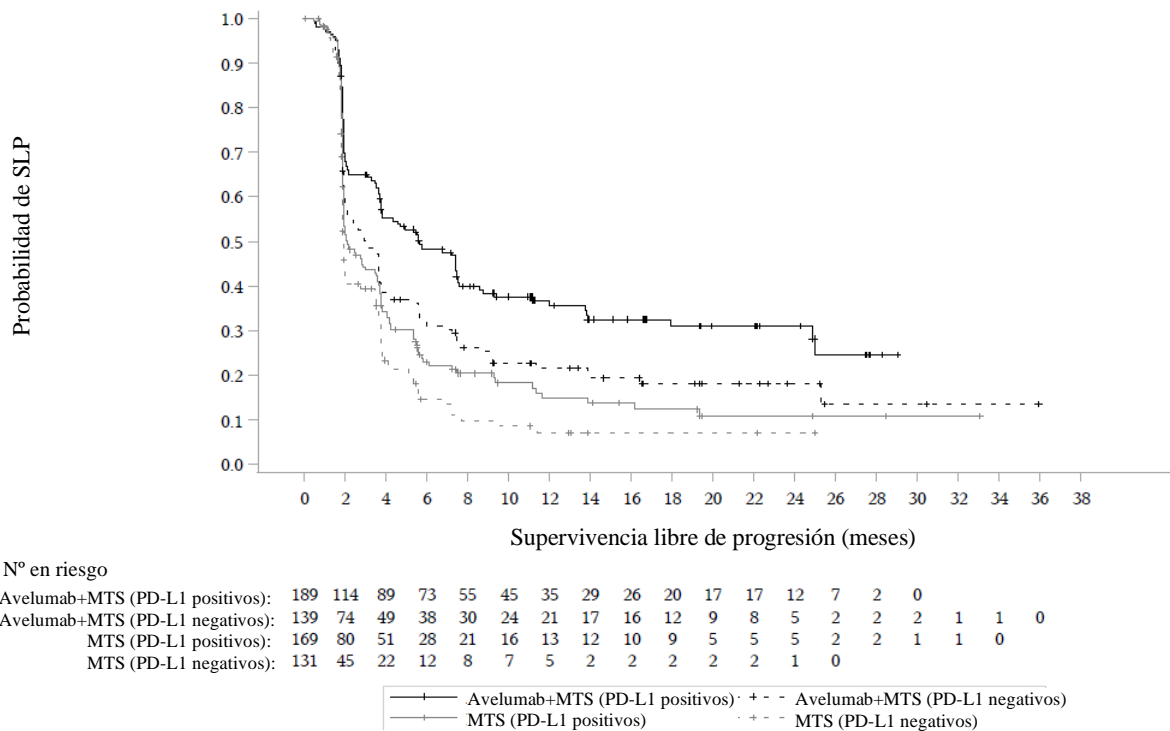 Probabilidad de SLP
1.0
0.9
0.8
0.7
0.6
0.5
0.4
0.3
0.2
0.1
0.0
0 2 4 6 8 10 12 14 16 18 20 22 24 26 28 30 32 34 36 38
Supervivencia libre de progresión (meses)
Nº en riesgo
Avelumab+MTS (PD-L1 positivos): 189 114 89 73 55 45 35 29 26 20 17 17 12 7 2 0
Avelumab+MTS (PD-L1 negativos): 139 74 49 38 30 24 21 17 16 12 9 8 5 2 2 2 1 1 0
MTS (PD-L1 positivos): 169 80 51 28 21 16 13 12 10 9 5 5 5 2 2 1 1 0
MTS (PD-L1 negativos): 131 45 22 12 8 7 5 2 2 2 2 2 1 0
Avelumab+MTS (PD-L1 positivos) Avelumab+MTS (PD-L1 negativos)
MTS (PD-L1 positivos) MTS (PD-L1 negativos)